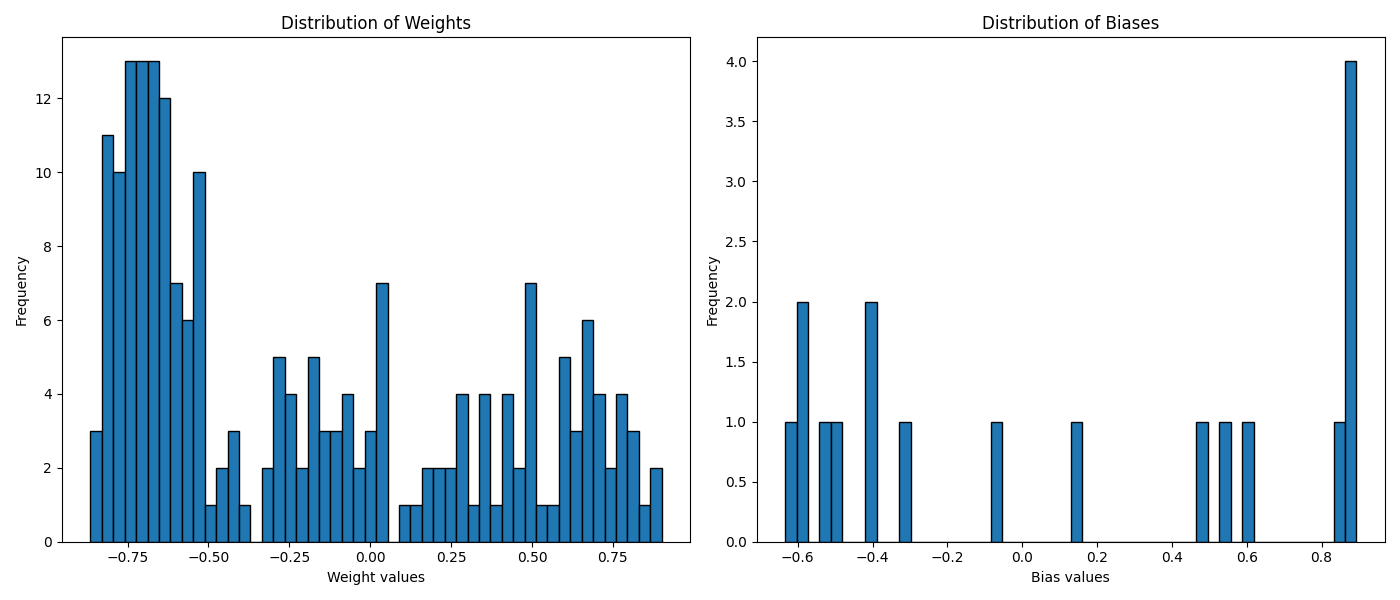 Distribution of Weights
Frequency
12
10
8
6
4
2
0
−0.75 −0.50 −0.25 0.00 0.25 0.50 0.75
Weight values
Distribution of Biases
Frequency
4.0
3.5
3.0
2.5
2.0
1.5
1.0
0.5
0.0
−0.6 −0.4 −0.2 0.0 0.2 0.4 0.6 0.8
Bias values